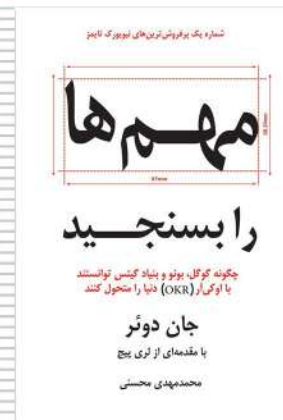 شماره یک پرفروش‌ترین‌های نیویورک تایمز
مهم‌ها
67mm
را بسنجید
چگونه گوگل، بونو و بنیاد گیتس توانستند
با اوکی‌آر (OKR) دنیا را متحول کنند
جان دوئر
با مقدمه‌ای از لری پیج
محمدمهدی محسنی